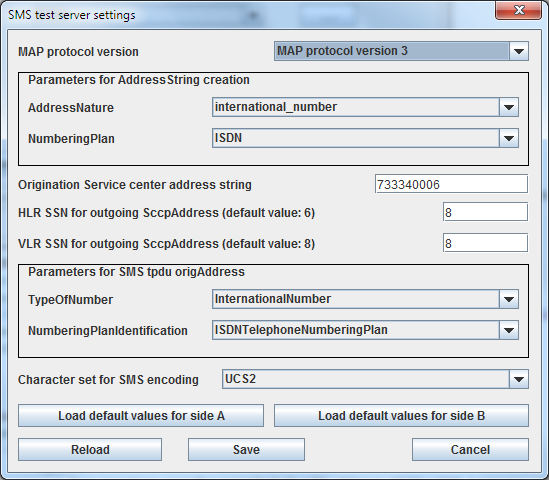 SMS test server settings
MAP protocol version MAP protocol version 3
Parameters for AddressString creation
AddressNature international_number
NumberingPlan ISDN
Origination Service center address string 733340006
HLR SSN for outgoing SccpAddress (default value: 6) 8
VLR SSN for outgoing SccpAddress (default value: 8) 8
Parameters for SMS tpdu origAddress
TypeOfNumber InternationalNumber
NumberingPlanIdentification ISDNTelephoneNumberingPlan
Character set for SMS encoding UCS2
Load default values for side A Load default values for side B
Reload Save Cancel